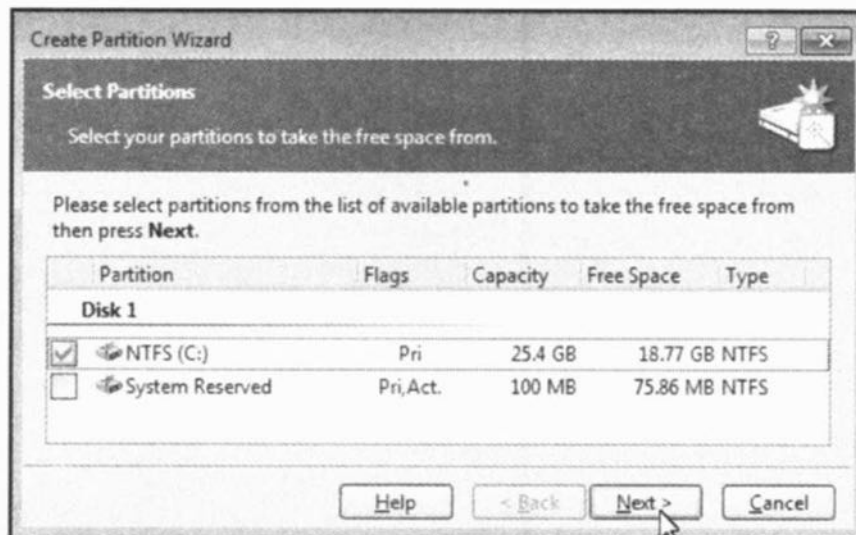 Create Partition Wizard
Select Partitions
Select your partitions to take the free space from.
Please select partitions from the list of available partitions to take the free space from
then press Next.
Partition Flags Capacity Free Space Type
Disk 1
NTFS (C:) Pri 25.4 GB 18.77 GB NTFS
System Reserved Pri,Act. 100 MB 75.86 MB NTFS
Help < Back Next > Cancel